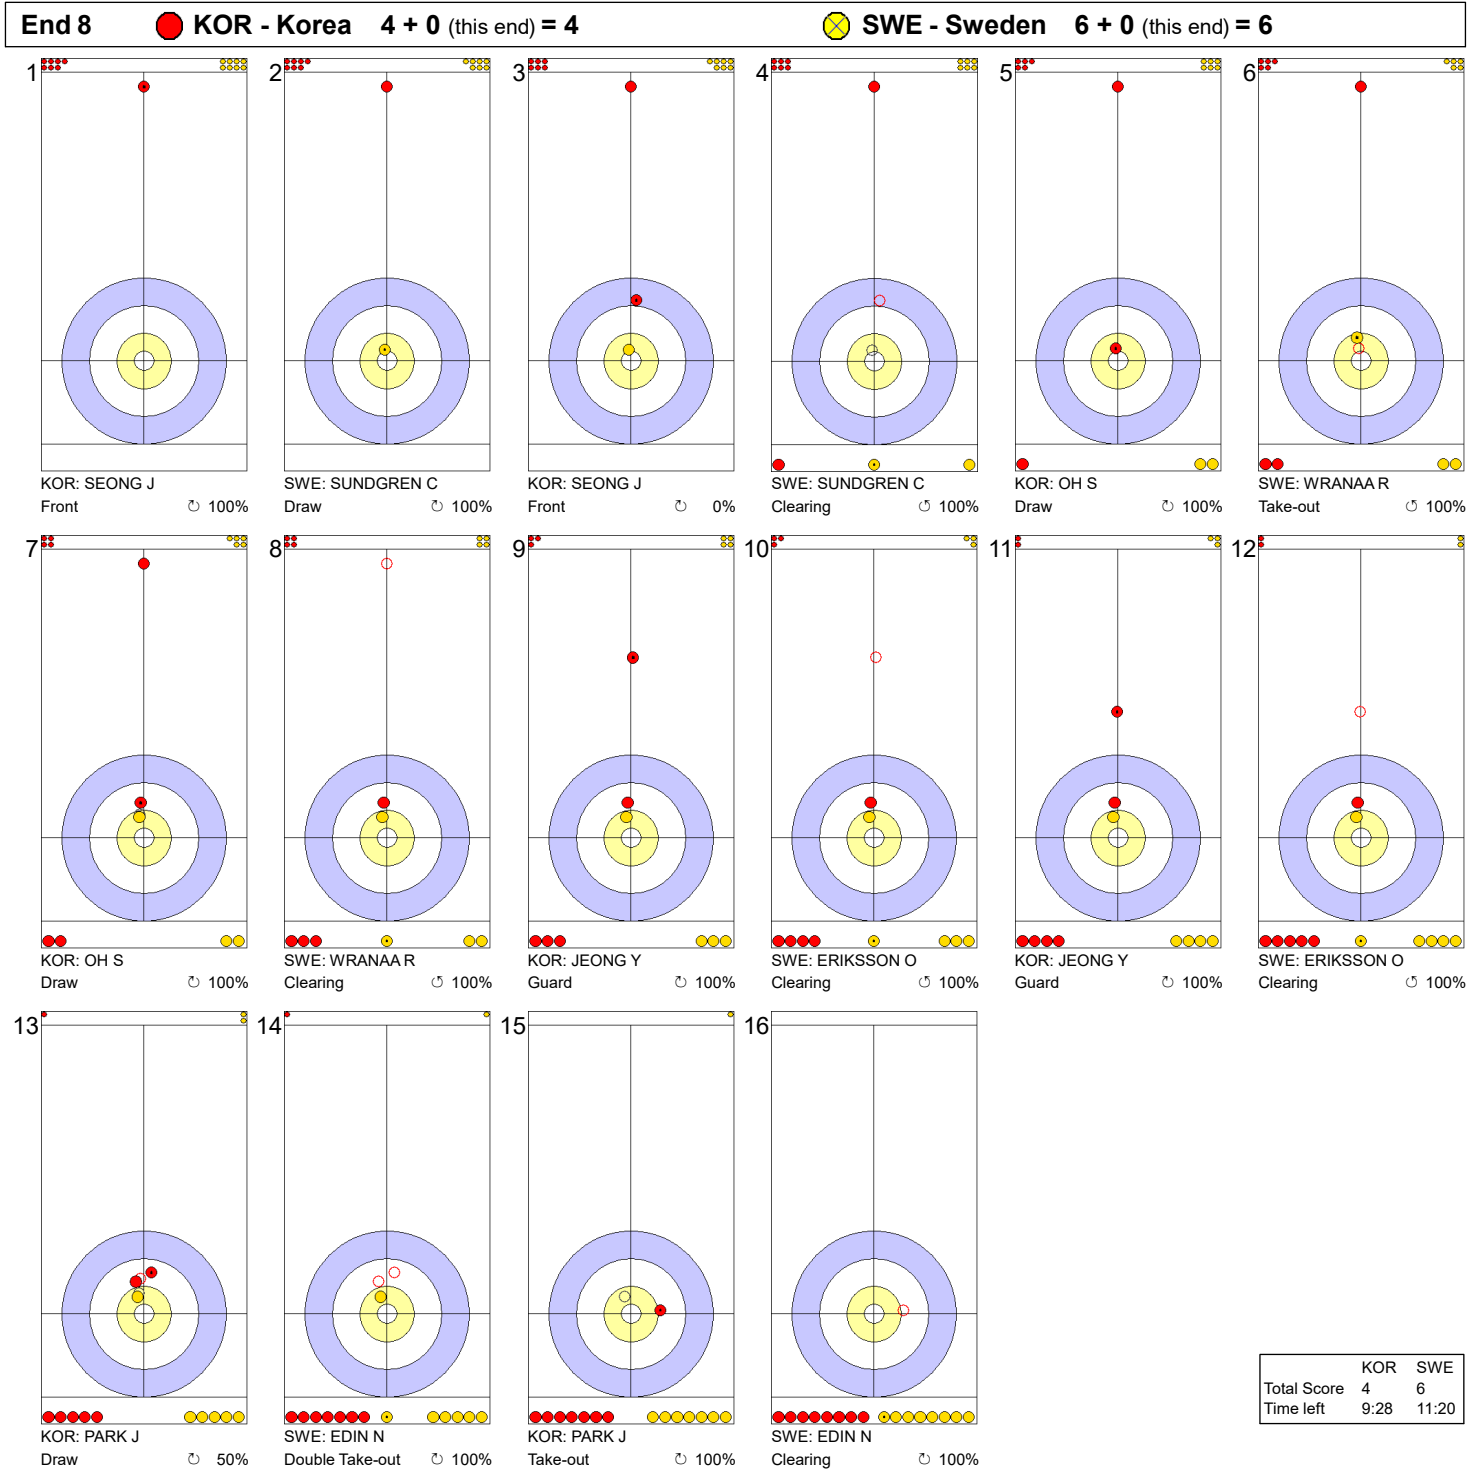 End 8 KOR - Korea 4 + 0 (this end) = 4 SWE - Sweden 6 + 0 (this end) = 6
1 2 3 4 5 6
KOR: SEONG J SWE: SUNDGREN C KOR: SEONG J SWE: SUNDGREN C KOR: OH S SWE: WRANAA R
Front ↻ 100% Draw ↻ 100% Front ↻ 0% Clearing ↺ 100% Draw ↻ 100% Take-out ↻ 100%
7 8 9 10 11 12
KOR: OH S SWE: WRANAA R KOR: JEONG Y SWE: ERIKSSON O KOR: JEONG Y SWE: ERIKSSON O
Draw ↻ 100% Clearing ↺ 100% Guard ↻ 100% Clearing ↺ 100% Guard ↻ 100% Clearing ↺ 100%
13 14 15 16
KOR: PARK J SWE: EDIN N KOR: PARK J SWE: EDIN N
Draw ↻ 50% Double Take-out ↻ 100% Take-out ↻ 100% Clearing ↻ 100%
KOR SWE
Total Score 4 6
Time left 9:28 11:20